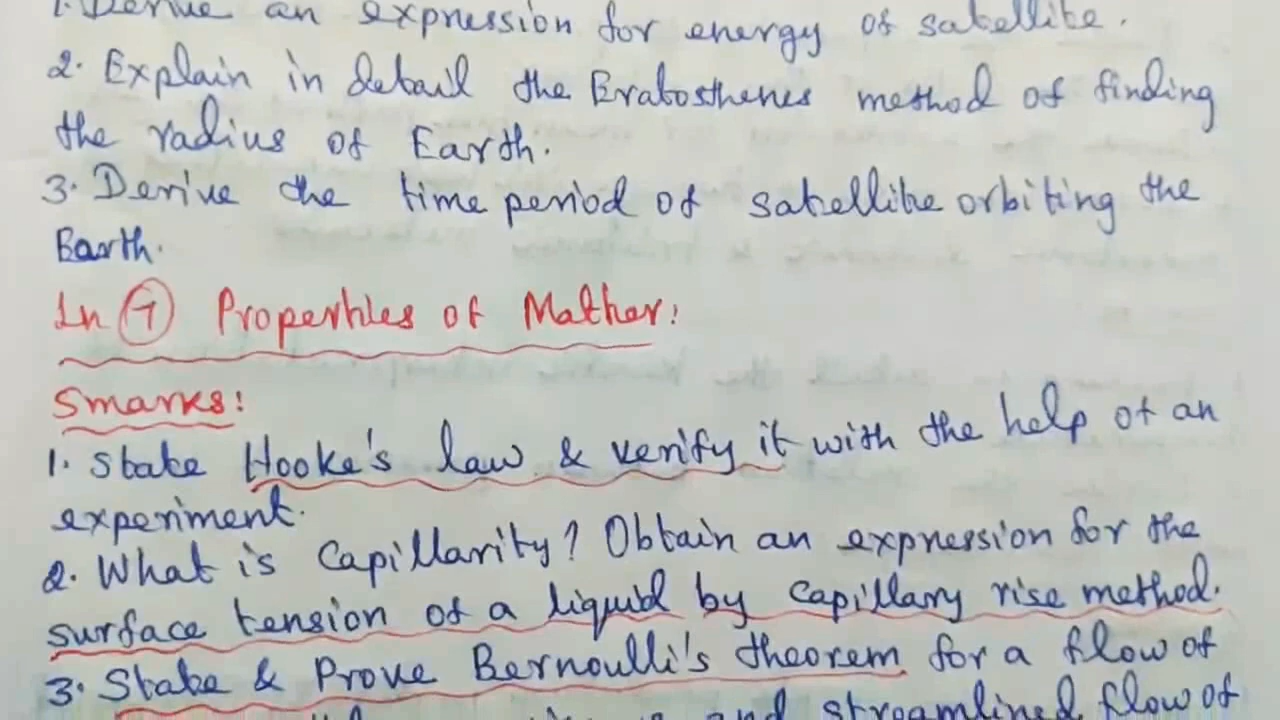 1. Derive an expression for energy of satellite.
2. Explain in detail the Eratosthenes method of finding
the radius of Earth.
3. Derive the time period of satellite orbiting the
Earth.
Ln 7 Properties of Matter:
5marks:
1. State Hooke's law & verify it with the help of an
experiment.
2. What is capillarity? Obtain an expression for the
surface tension of a liquid by capillary rise method.
3. State & Prove Bernoulli's theorem for a flow of
and streamlined flow of